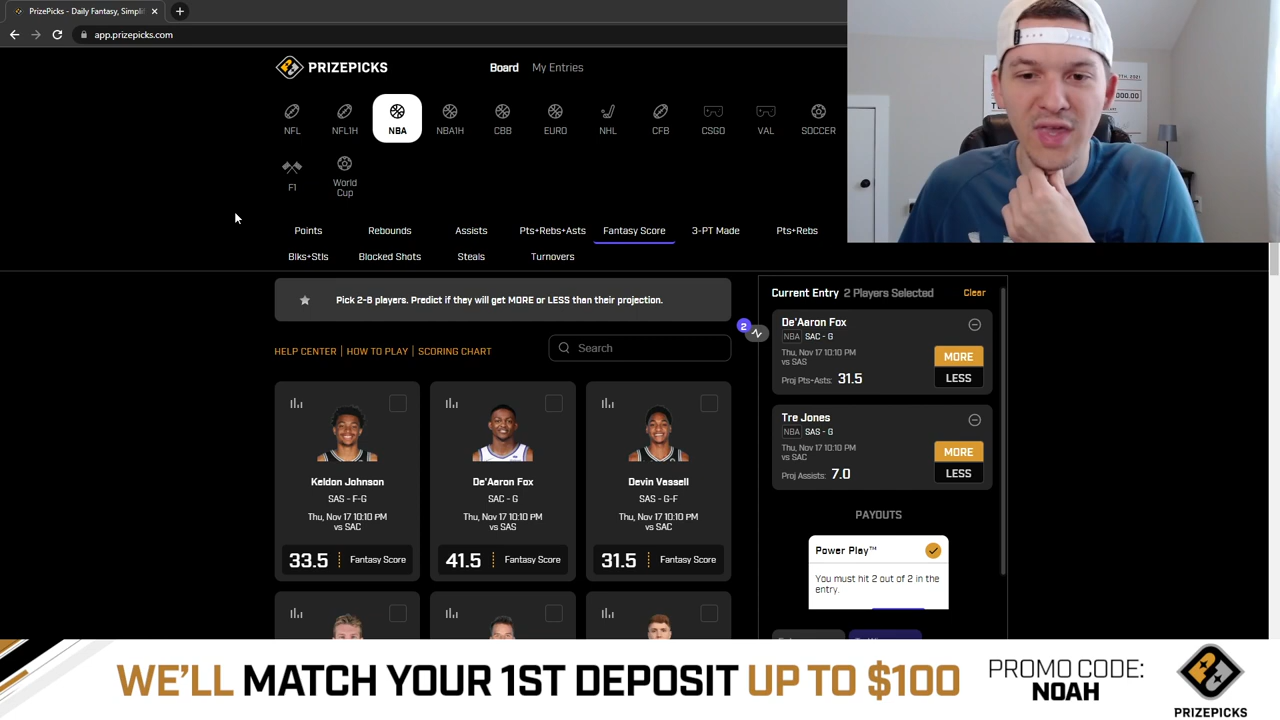 PrizePicks - Daily Fantasy, Simpli
app.prizepicks.com
PRIZEPICKS
Board My Entries
NFL NFL1H NBA NBA1H CBB EURO NHL CFB CSGO VAL SOCCER
F1 World Cup
Points Rebounds Assists Pts+Rebs+Asts Fantasy Score 3-PT Made Pts+Rebs
Blks+Stls Blocked Shots Steals Turnovers
Pick 2-6 players. Predict if they will get MORE or LESS than their projection.
HELP CENTER | HOW TO PLAY | SCORING CHART
Search
Keldon Johnson
SAS - F-G
Thu, Nov 17 10:10 PM
vs SAC
33.5 Fantasy Score
De'Aaron Fox
SAC - G
Thu, Nov 17 10:10 PM
vs SAS
41.5 Fantasy Score
Devin Vassell
SAS - G-F
Thu, Nov 17 10:10 PM
vs SAC
31.5 Fantasy Score
Current Entry 2 Players Selected Clear
2
De'Aaron Fox
NBA SAC - G
Thu, Nov 17 10:10 PM
vs SAS
Proj Pts-Asts: 31.5
MORE
LESS
Tre Jones
NBA SAS - G
Thu, Nov 17 10:10 PM
vs SAC
Proj Assists: 7.0
MORE
LESS
PAYOUTS
Power Play™
You must hit 2 out of 2 in the
entry.
WE'LL MATCH YOUR 1ST DEPOSIT UP TO $100
PROMO CODE:
NOAH
PRIZEPICKS